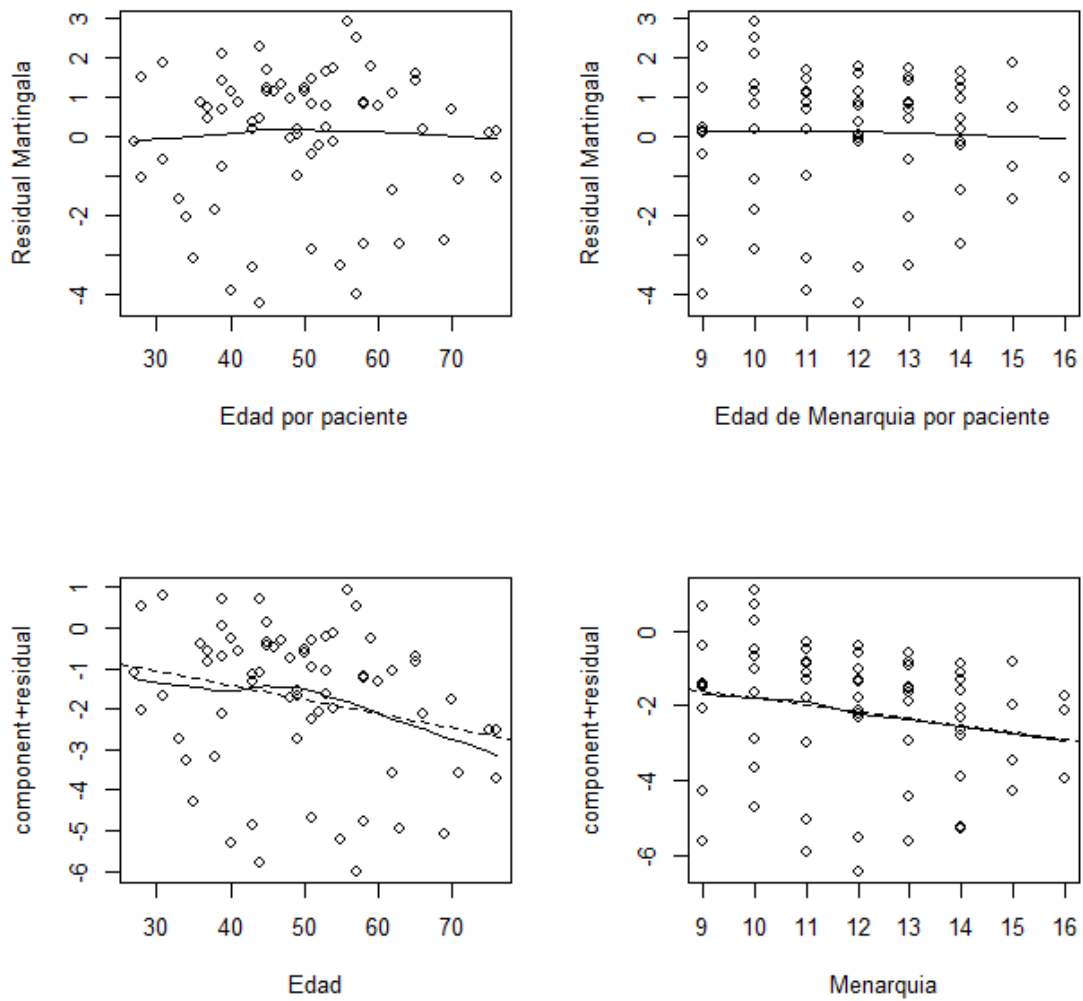 Residual Martingala
3
2
1
0
-2
-4
30 40 50 60 70
Edad por paciente
Residual Martingala
3
2
1
0
-2
-4
9 10 11 12 13 14 15 16
Edad de Menarquia por paciente
component+residual
1
0
-1
-2
-3
-4
-5
-6
30 40 50 60 70
Edad
component+residual
0
-2
-4
-6
9 10 11 12 13 14 15 16
Menarquia